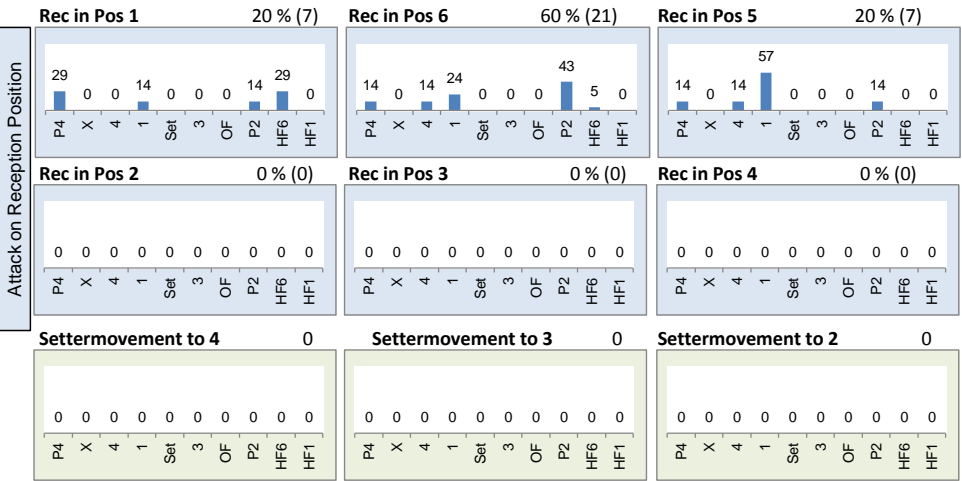 Rec in Pos 1 20 % (7) Rec in Pos 6 60 % (21) Rec in Pos 5 20 % (7)
Attack on Reception Position
29 0 0 14 0 0 0 14 29 0
P4 X 4 1 Set 3 OF P2 HF6 HF1
14 0 14 24 0 0 0 43 5 0
P4 X 4 1 Set 3 OF P2 HF6 HF1
14 0 14 57 0 0 0 14 0 0
P4 X 4 1 Set 3 OF P2 HF6 HF1
Rec in Pos 2 0 % (0) Rec in Pos 3 0 % (0) Rec in Pos 4 0 % (0)
0 0 0 0 0 0 0 0 0 0
P4 X 4 1 Set 3 OF P2 HF6 HF1
0 0 0 0 0 0 0 0 0 0
P4 X 4 1 Set 3 OF P2 HF6 HF1
0 0 0 0 0 0 0 0 0 0
P4 X 4 1 Set 3 OF P2 HF6 HF1
Settermovement to 4 0 Settermovement to 3 0 Settermovement to 2 0
0 0 0 0 0 0 0 0 0 0
P4 X 4 1 Set 3 OF P2 HF6 HF1
0 0 0 0 0 0 0 0 0 0
P4 X 4 1 Set 3 OF P2 HF6 HF1
0 0 0 0 0 0 0 0 0 0
P4 X 4 1 Set 3 OF P2 HF6 HF1